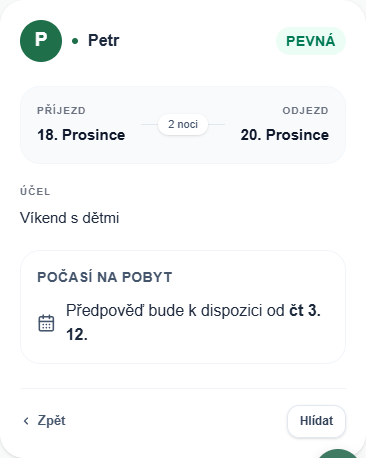 P
Petr
PEVNÁ
PŘÍJEZD
ODJEZD
18. Prosince
2 noci
20. Prosince
ÚČEL
Víkend s dětmi
POČASÍ NA POBYT
Předpověď bude k dispozici od čt 3.
12.
Zpět
Hlídat